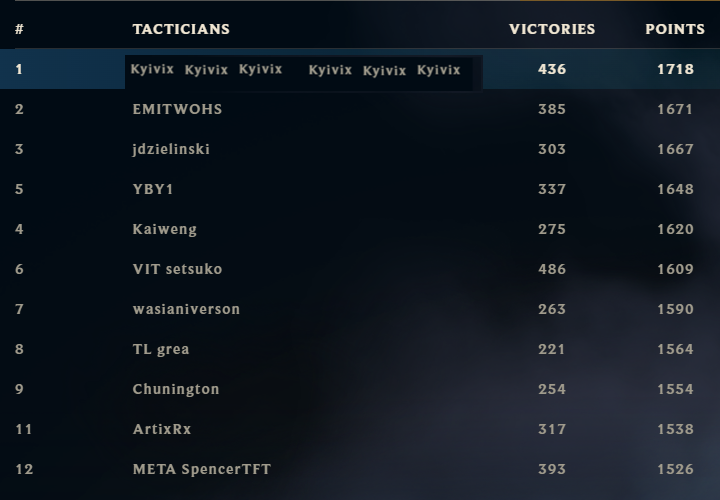 # TACTICIANS VICTORIES POINTS
1 Kyivix Kyivix Kyivix Kyivix Kyivix Kyivix 436 1718
2 EMITWOHS 385 1671
3 jdzielinski 303 1667
5 YBY1 337 1648
4 Kaiweng 275 1620
6 VIT setsuko 486 1609
7 wasianiverson 263 1590
8 TL grea 221 1564
9 Chunington 254 1554
11 ArtixRx 317 1538
12 META SpencerTFT 393 1526